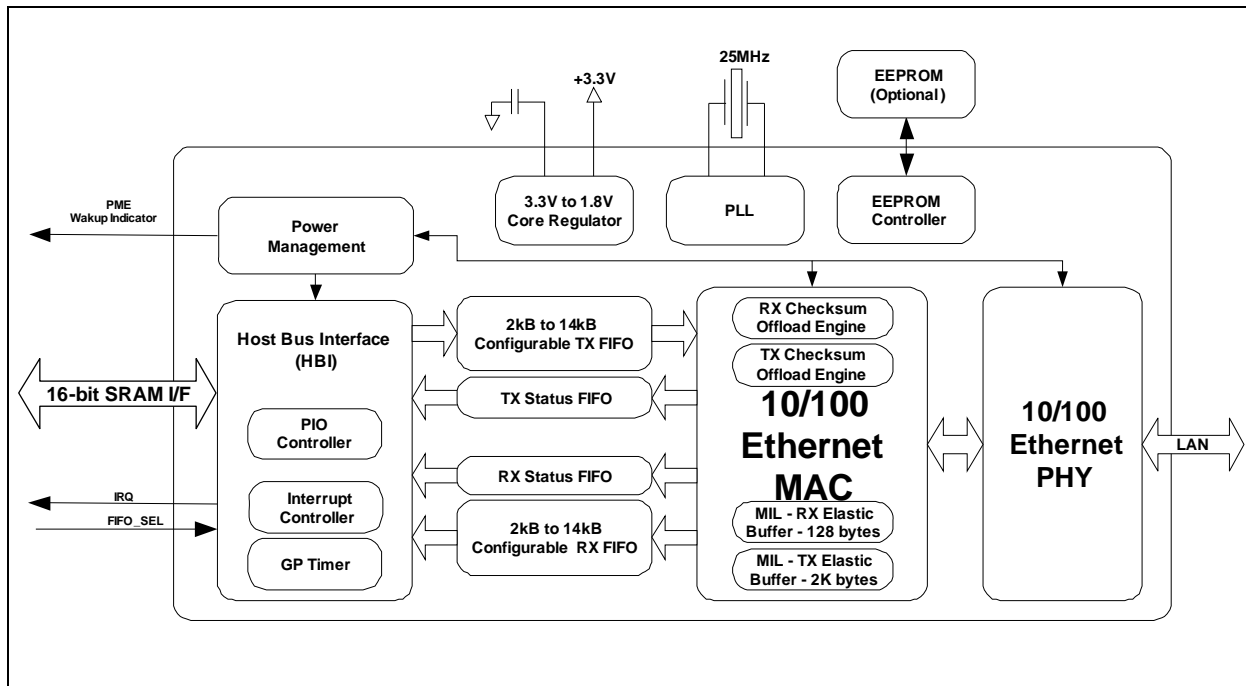 25MHz
+3.3V
EEPROM
(Optional)
3.3V to 1.8V
Core Regulator
PLL
EEPROM
Controller
PME
Wakup Indicator
Power
Management
Host Bus Interface
(HBI)
2kB to 14kB
Configurable TX FIFO
RX Checksum
Offload Engine
TX Checksum
Offload Engine
16-bit SRAM I/F
TX Status FIFO
PIO
Controller
10/100
Ethernet
MAC
10/100
Ethernet
PHY
LAN
RX Status FIFO
IRQ
FIFO_SEL
Interrupt
Controller
2kB to 14kB
Configurable RX FIFO
MIL - RX Elastic
Buffer - 128 bytes
GP Timer
MIL - TX Elastic
Buffer - 2K bytes